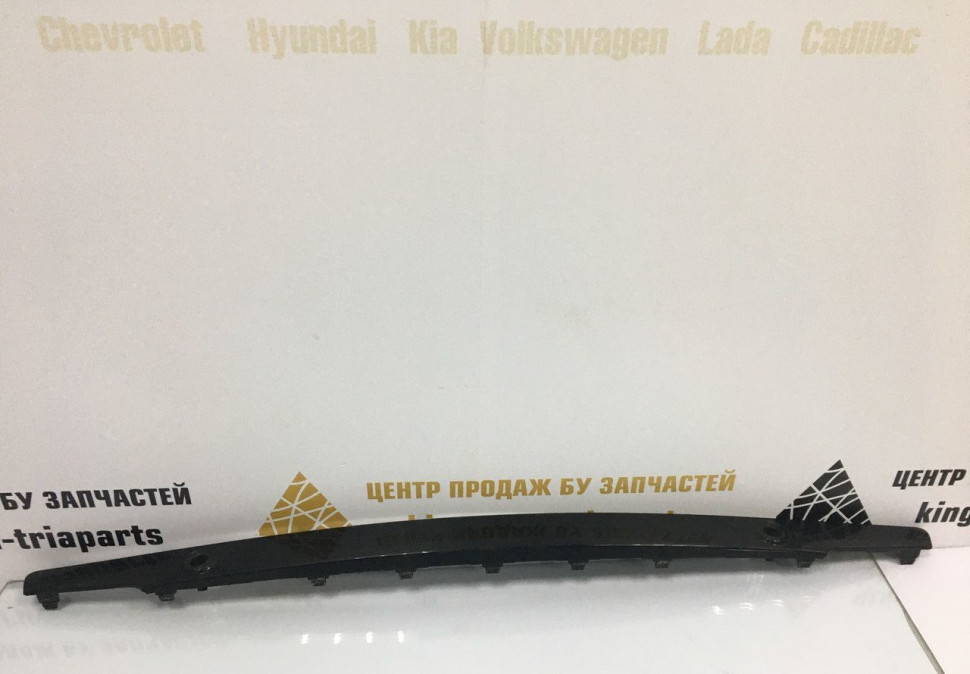 Chevrolet Hyundai Kia Volkswagen Lada Cadillac
БУ ЗАПЧАСТЕЙ
-triaparts
ЦЕНТР ПРОДАЖ БУ ЗАПЧАСТЕЙ
ЦЕНТР
king